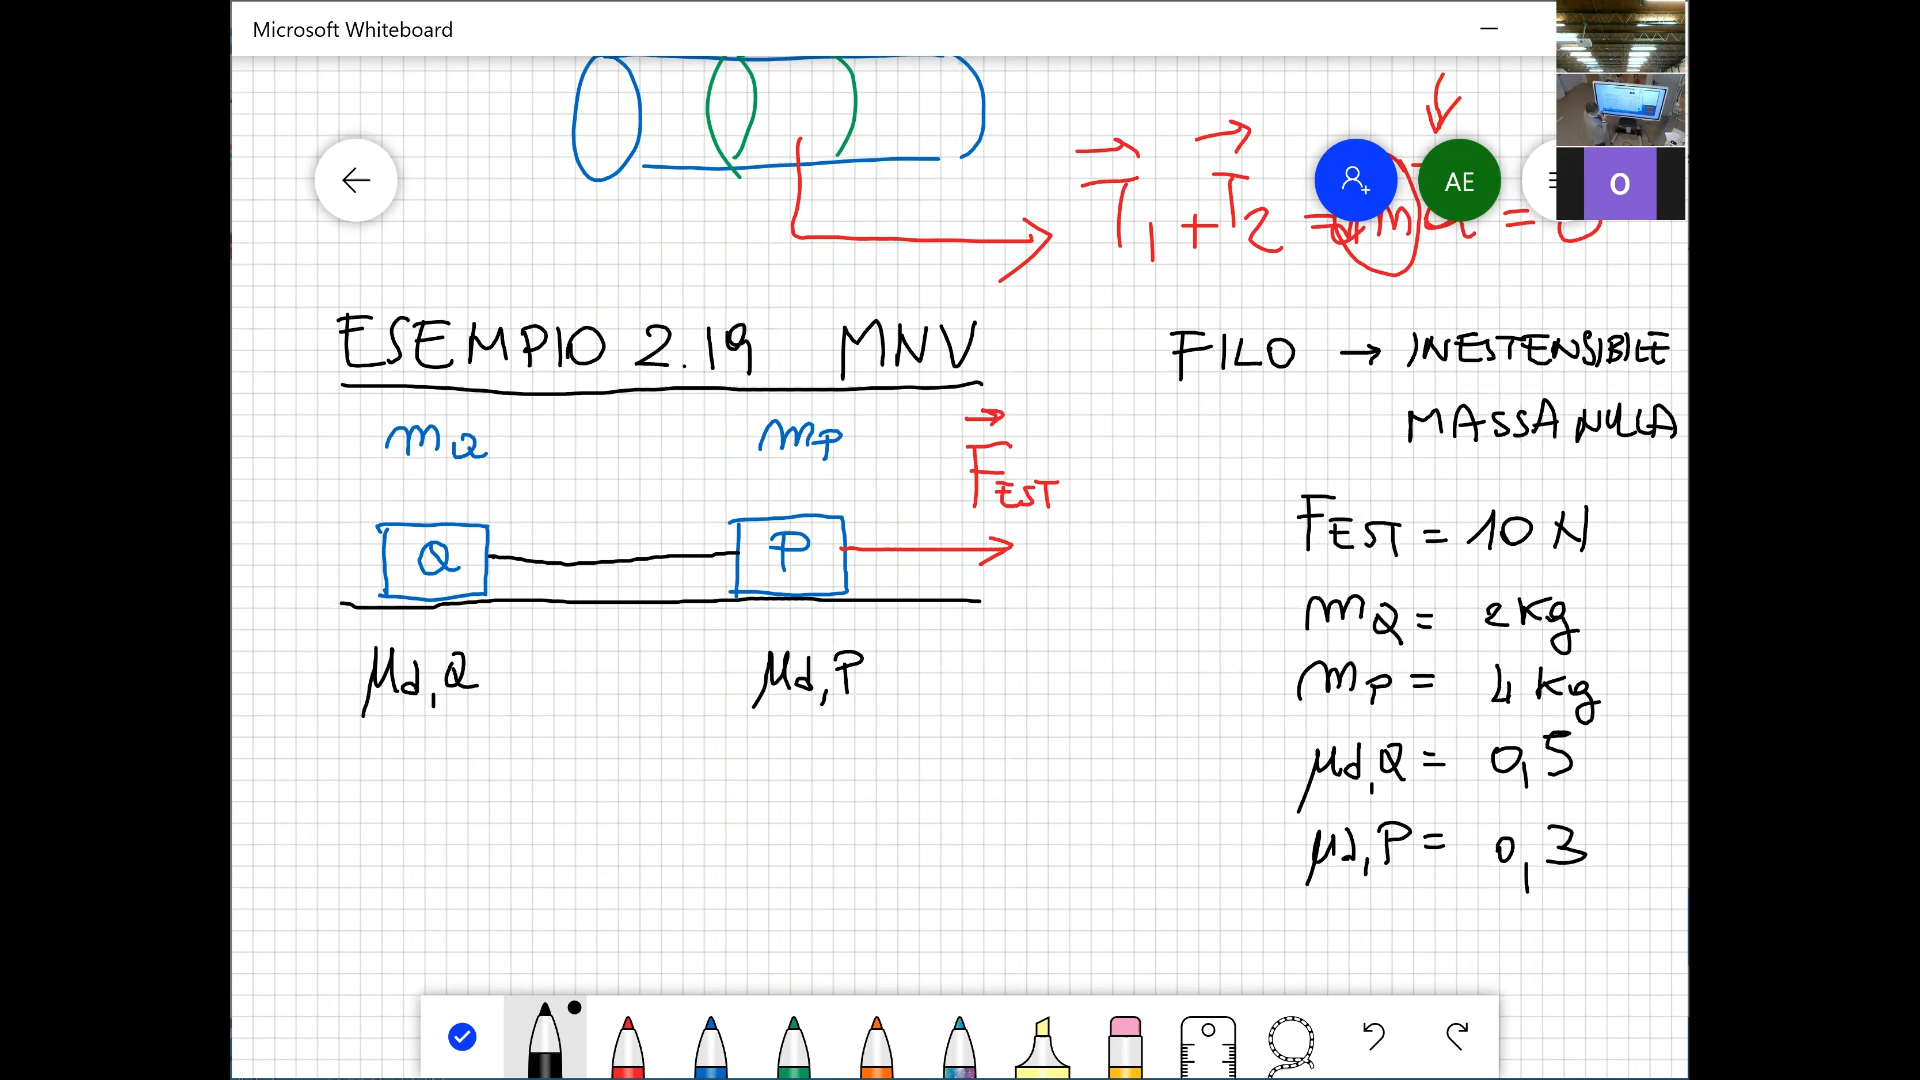 Microsoft Whiteboard
T1 + T2 = m = 0
AE
O
ESEMPIO 2.19 MNV
FILO → INESTENSIBILE
MASSA NULLA
mQ mP
FEST
Q P
μd,Q μd,P
FEST = 10 N
mQ = 2 Kg
mP = 4 Kg
μd,Q = 0,5
μd,P = 0,3